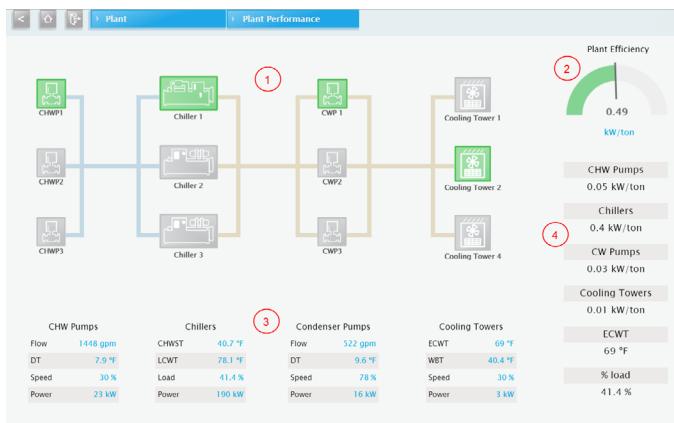 <
Plant
Plant Performance
1
2
Plant Efficiency
0.49
kW/ton
CHWP1
Chiller 1
CWP 1
Cooling Tower 1
CHWP2
Chiller 2
CWP2
Cooling Tower 2
CHWP3
Chiller 3
CWP3
Cooling Tower 4
CHW Pumps
0.05 kW/ton
Chillers
0.4 kW/ton
4
CW Pumps
0.03 kW/ton
Cooling Towers
0.01 kW/ton
ECWT
69 °F
% load
41.4 %
3
CHW Pumps
Flow 1448 gpm
DT 7.9 °F
Speed 30 %
Power 23 kW
Chillers
CHWST 40.7 °F
LCWT 78.1 °F
Load 41.4 %
Power 190 kW
Condenser Pumps
Flow 522 gpm
DT 9.6 °F
Speed 78 %
Power 16 kW
Cooling Towers
ECWT 69 °F
WBT 40.4 °F
Speed 30 %
Power 3 kW